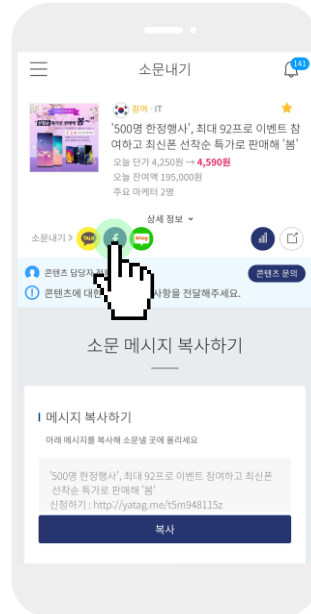 소문내기
141
참여 · IT
'500명 한정행사', 최대 92프로 이벤트 참
여하고 최신폰 선착순 특가로 판매해 '봄'
오늘 단가 4,250원 → 4,590원
오늘 잔여액 195,000원
주요 마케터 2명
상세 정보
소문내기 > TALK blog
콘텐츠 담당자
콘텐츠 문의
콘텐츠에 대한 사항을 전달해주세요.
소문 메시지 복사하기
메시지 복사하기
아래 메시지를 복사해 소문낼 곳에 올리세요
'500명 한정행사', 최대 92프로 이벤트 참여하고 최신폰
선착순 특가로 판매해 '봄'
신청하기 : http://yatag.me/t5m948115z
복사